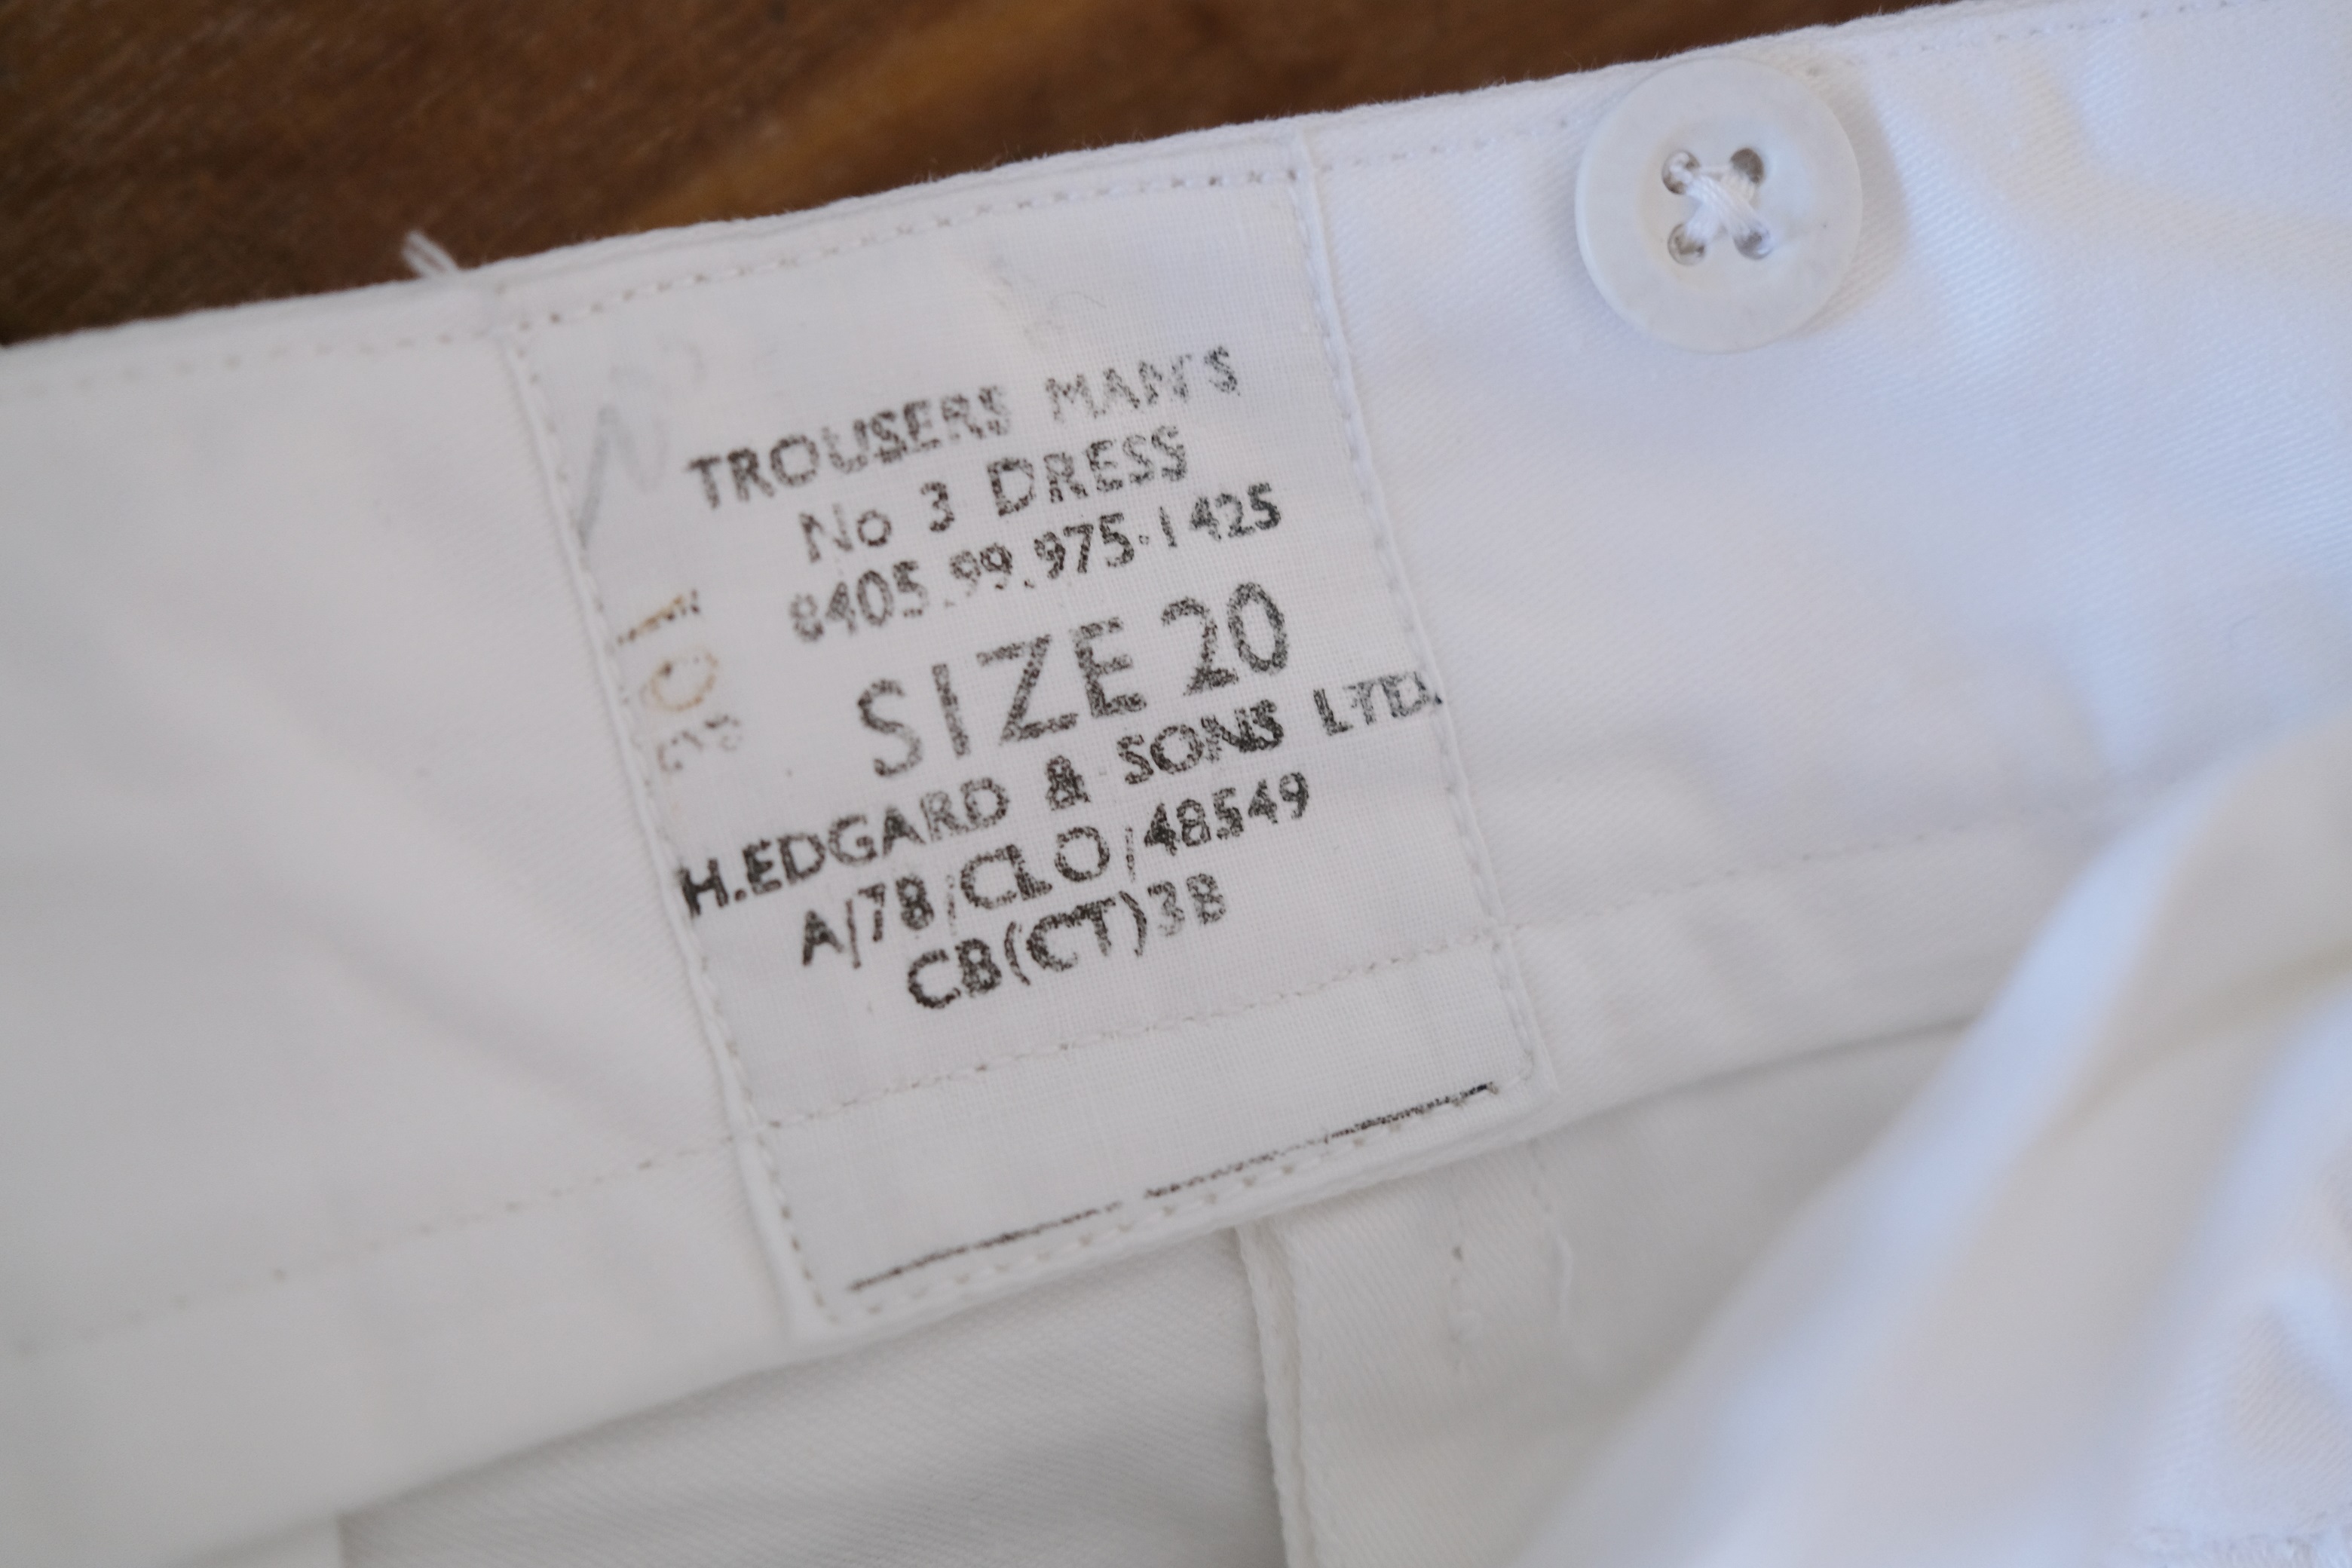 TROUSERS MAN'S
No 3 DRESS
8405.99.975-1425
SIZE 20
H.EDGARD & SONS LTD.
A/78/CLO/48549
CB(CT)3B